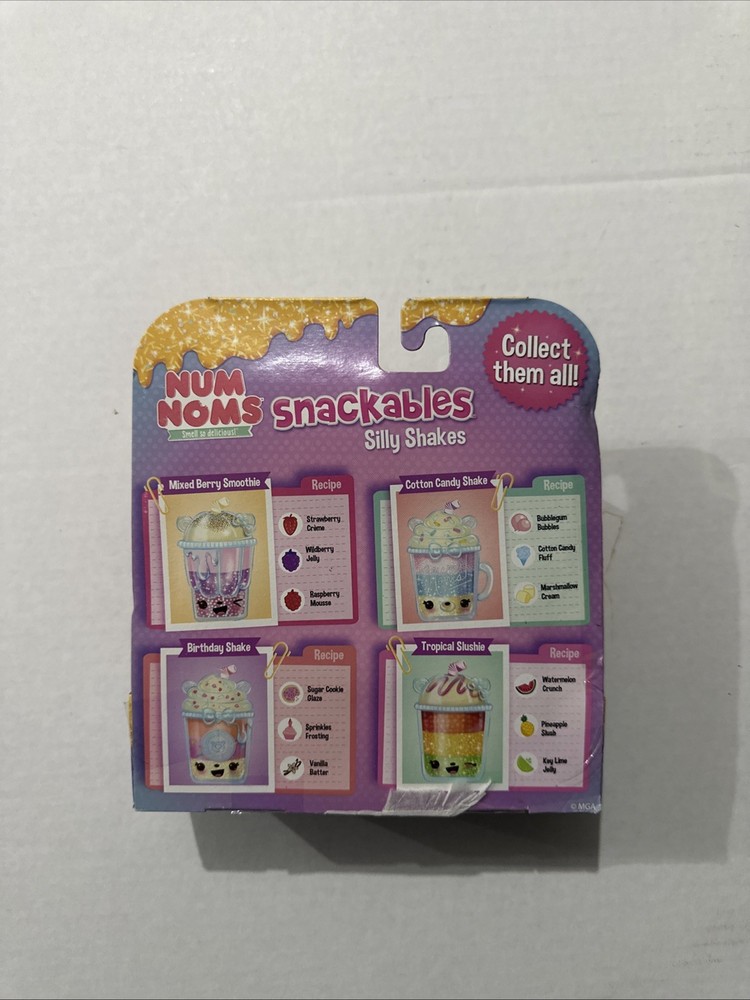 Collect
them all!
NUM
NOMS
Smell so delicious!
snackables
Silly Shakes
Mixed Berry Smoothie
Recipe
Strawberry
Crème
Wildberry
Jelly
Raspberry
Mousse
Cotton Candy Shake
Recipe
Bubblegum
Bubbles
Cotton Candy
Fluff
Marshmallow
Cream
Birthday Shake
Recipe
Sugar Cookie
Glaze
Sprinkles
Frosting
Vanilla
Batter
Tropical Slushie
Recipe
Watermelon
Crunch
Pineapple
Slush
Key Lime
Jelly
© MGA